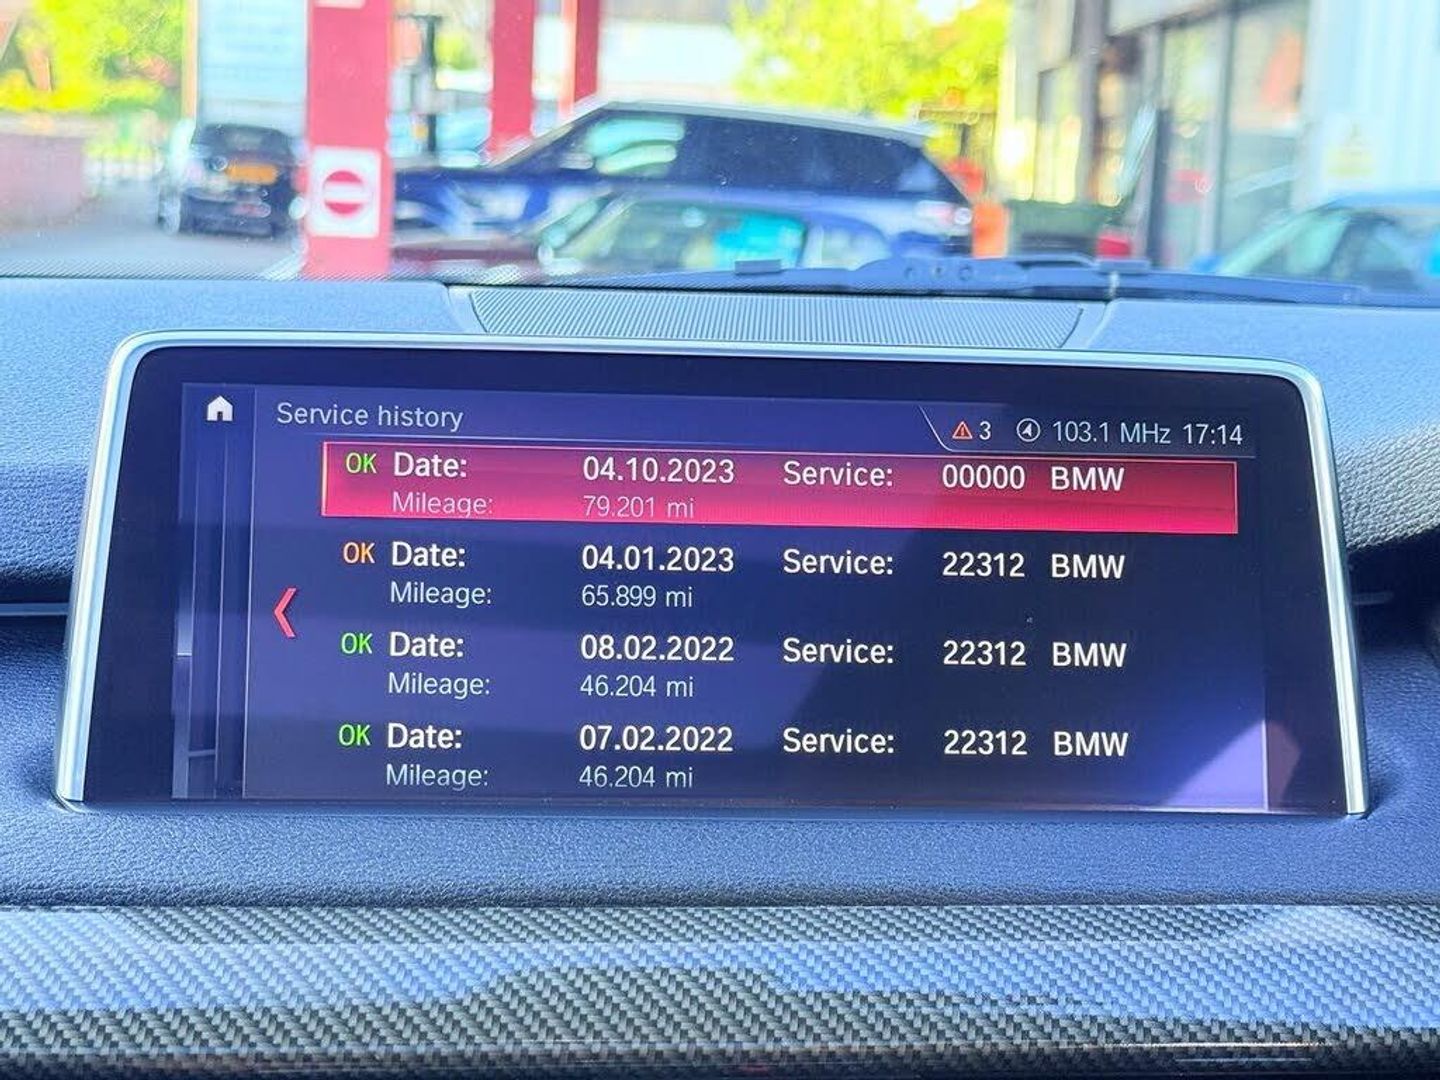 Service history
3 103.1 MHz 17:14
OK Date: 04.10.2023 Service: 00000 BMW
Mileage: 79.201 mi
OK Date: 04.01.2023 Service: 22312 BMW
Mileage: 65.899 mi
OK Date: 08.02.2022 Service: 22312 BMW
Mileage: 46.204 mi
OK Date: 07.02.2022 Service: 22312 BMW
Mileage: 46.204 mi